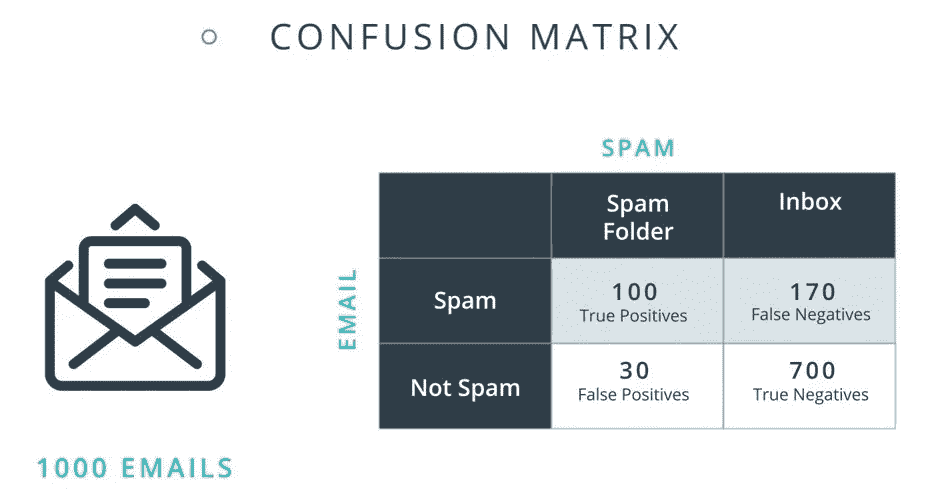 CONFUSION MATRIX
SPAM
Spam
Folder
Inbox
EMAIL
Spam
100
True Positives
170
False Negatives
Not Spam
30
False Positives
700
True Negatives
1000 EMAILS